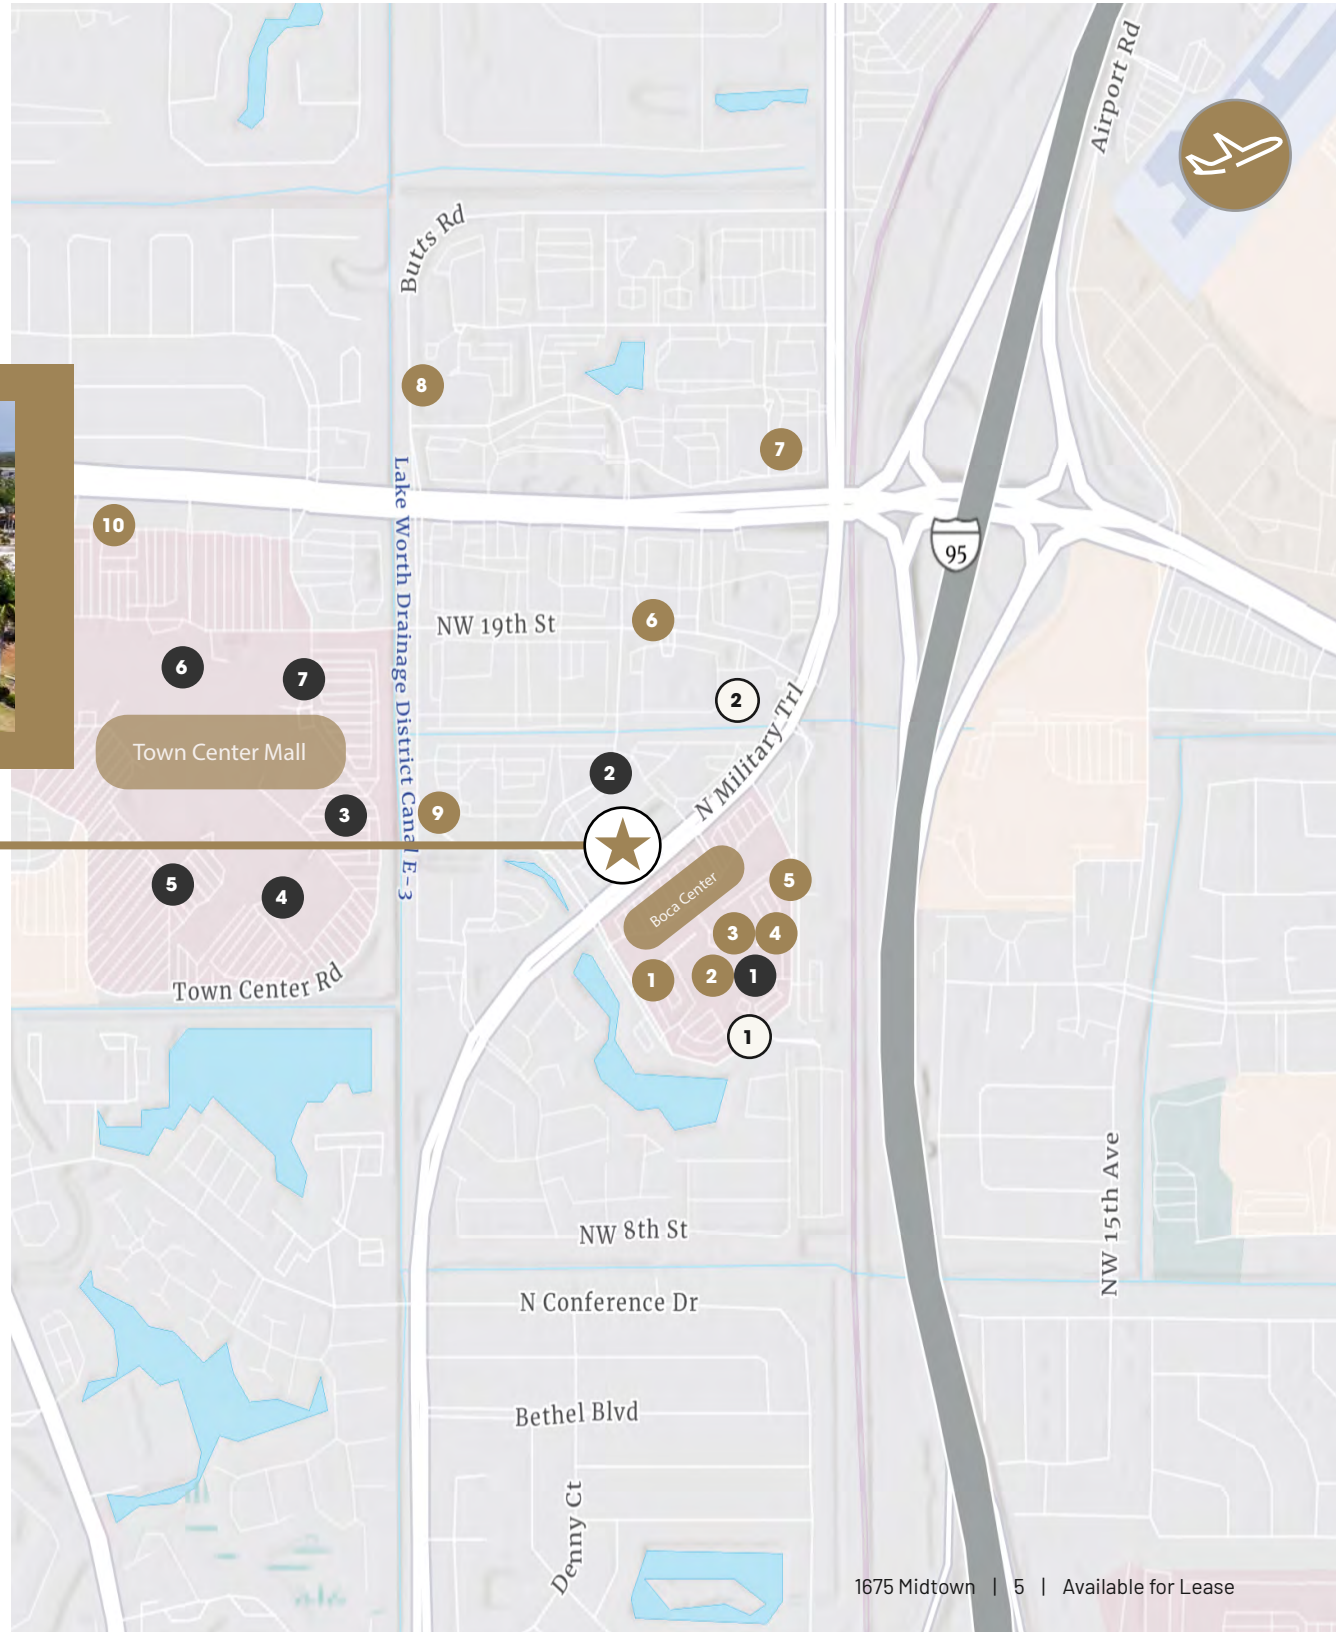 Airport Rd
Butts Rd
8
7
Lake Worth Drainage District Canal E-3
10
95
NW 19th St
6
6
7
2
N Military Trl
Town Center Mall
2
3
9
Boca Center
5
5
4
3
4
1
2
1
Town Center Rd
1
NW 15th Ave
NW 8th St
N Conference Dr
Bethel Blvd
Denny Ct
1675 Midtown | 5 | Available for Lease